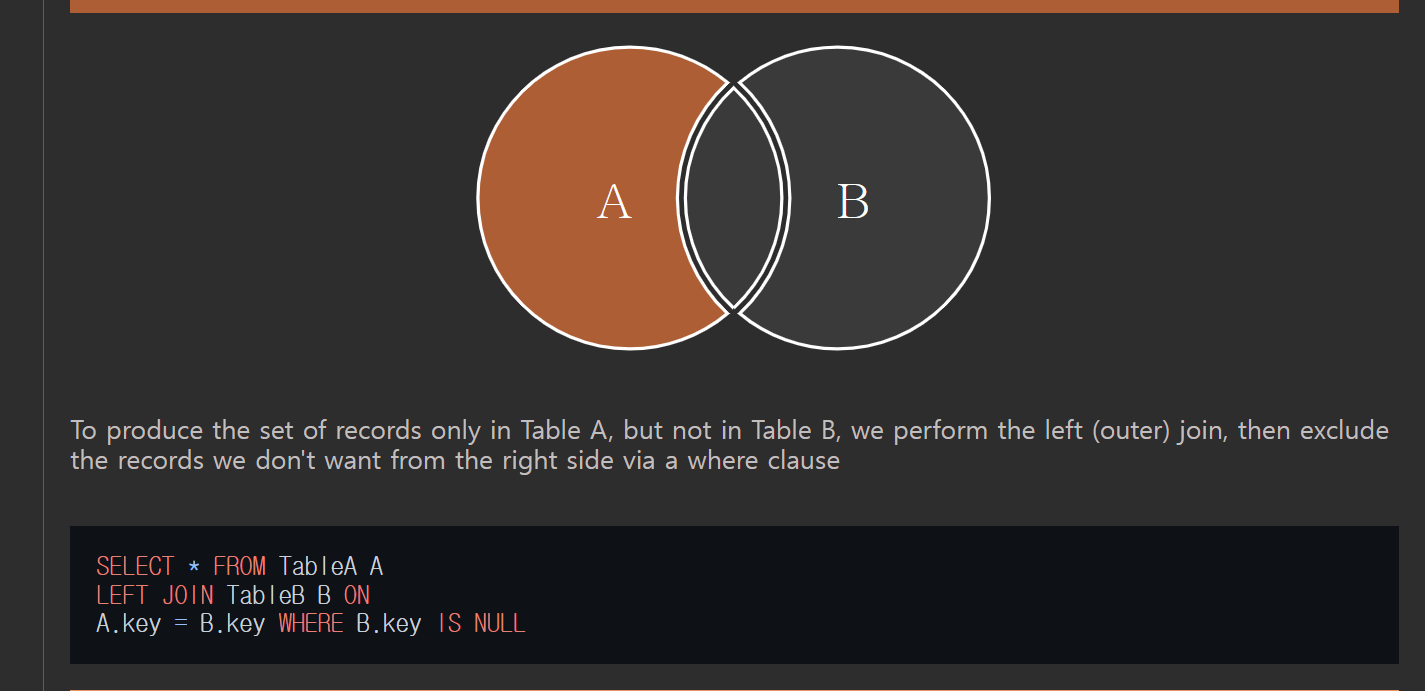 A B
To produce the set of records only in Table A, but not in Table B, we perform the left (outer) join, then exclude
the records we don't want from the right side via a where clause
SELECT * FROM TableA A
LEFT JOIN TableB B ON
A.key = B.key WHERE B.key IS NULL